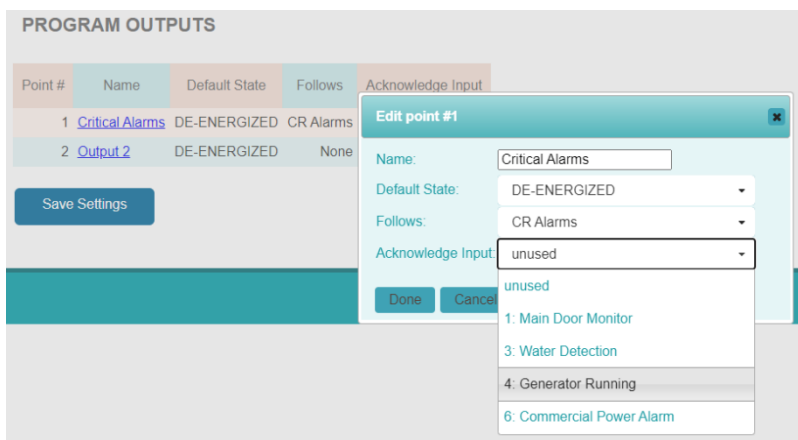 PROGRAM OUTPUTS
Point # Name Default State Follows Acknowledge Input
1 Critical Alarms DE-ENERGIZED CR Alarms
2 Output 2 DE-ENERGIZED None
Save Settings
Edit point #1
Name: Critical Alarms
Default State: DE-ENERGIZED
Follows: CR Alarms
Acknowledge Input: unused
unused
1: Main Door Monitor
3: Water Detection
4: Generator Running
6: Commercial Power Alarm
Done Cancel